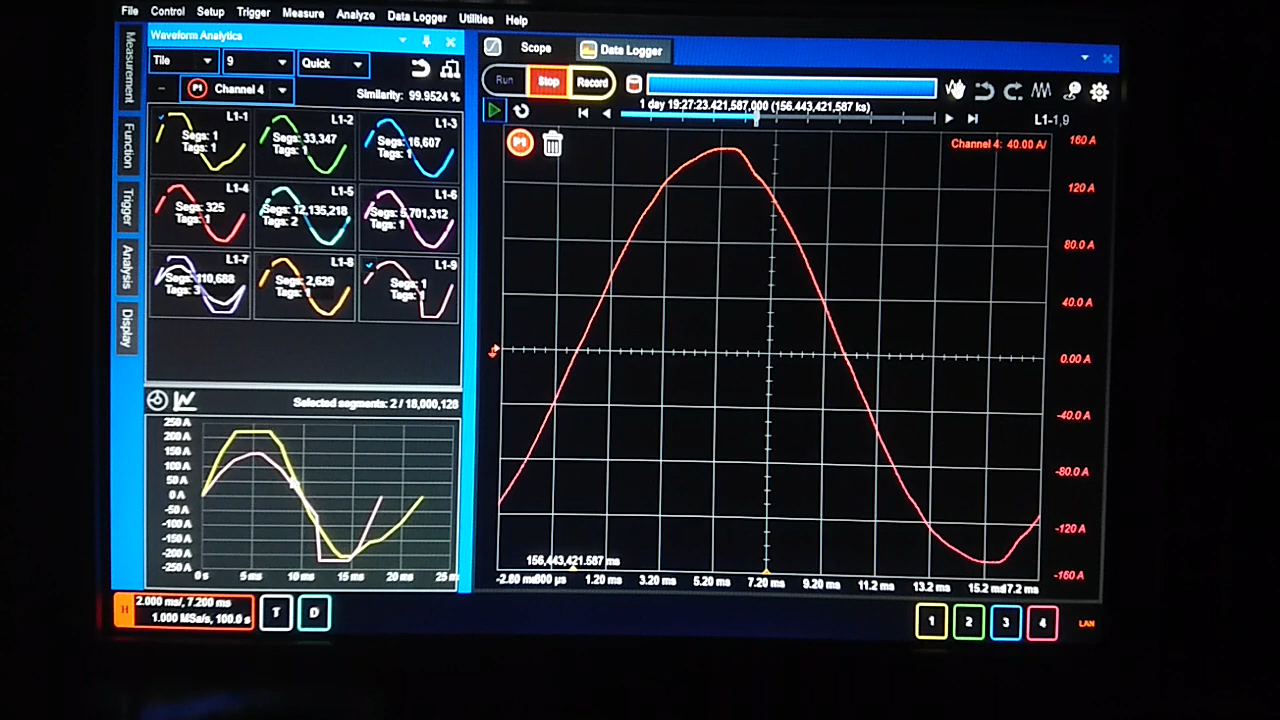 File Control Setup Trigger Measure Analyze Data Logger Utilities Help
Waveform Analytics
Tile 9 Quick
Channel 4 Similarity: 99.9524 %
L1-1
Segs: 1
Tags: 1
L1-2
Segs: 33,347
Tags: 1
L1-3
Segs: 16,607
Tags: 1
L1-4
Segs: 325
Tags: 1
L1-5
Segs: 12,135,218
Tags: 2
L1-6
Segs: 5,701,312
Tags: 1
L1-7
Segs: 110,688
Tags: 3
L1-8
Segs: 2,629
Tags: 1
L1-9
Segs: 1
Tags: 1
Measurement
Function
Trigger
Analysis
Display
Selected segments: 2 / 18,000,128
250 A
200 A
150 A
100 A
50 A
0 A
-50 A
-100 A
-150 A
-200 A
-250 A
0 s 5 ms 10 ms 15 ms 20 ms 25 m
Scope Data Logger
Run Stop Record
1 day 19:27:23.421,587,000 (156.443,421,587 ks)
L1-1,9
Channel 4: 40.00 A/
160 A
120 A
80.0 A
40.0 A
0.00 A
-40.0 A
-80.0 A
-120 A
-160 A
156,443,421.587 ms
-2.80 m 800 µs 1.20 ms 3.20 ms 5.20 ms 7.20 ms 9.20 ms 11.2 ms 13.2 ms 15.2 m 17.2 ms
H 2.000 ms/, 7.200 ms
1.000 MSa/s, 100.0 s
T D
1 2 3 4 LAN